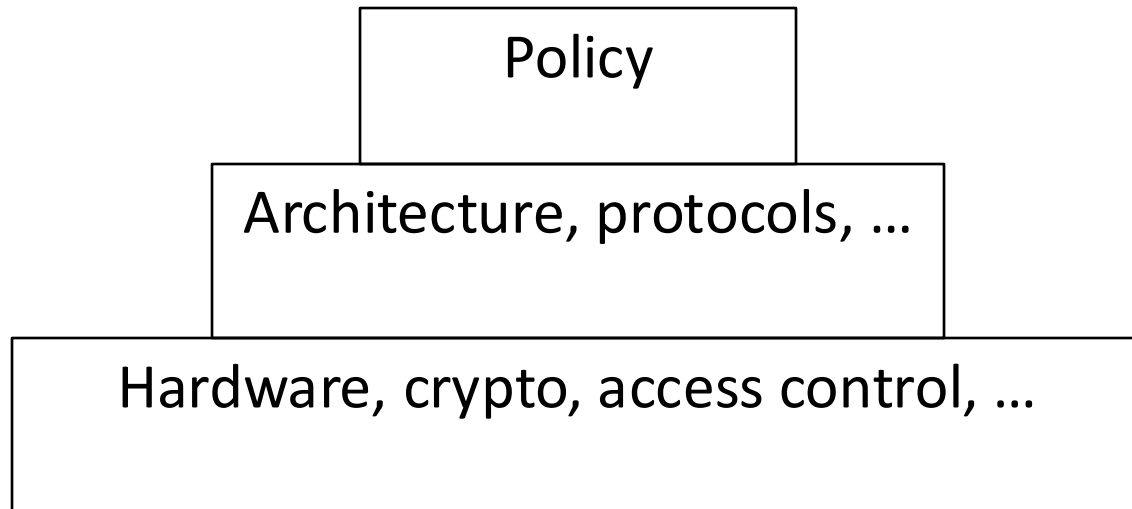 Policy
Architecture, protocols, …
Hardware, crypto, access control, …